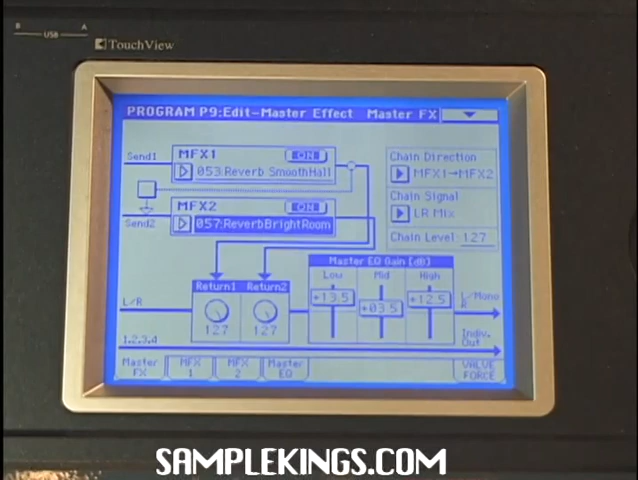 B USB A
TouchView
PROGRAM P9:Edit-Master Effect Master FX
Send1
MFX1 ON
053:Reverb SmoothHall
Chain Direction
MFX1→MFX2
Chain Signal
LR Mix
Chain Level: 127
MFX2 ON
Send2
057:ReverbBrightRoom
Master EQ Gain [dB]
Low Mid High
+13.5 +03.5 +12.5
Return1 Return2
127 127
L/R
L/Mono
R
Indiv.
Out
1,2,3,4
Master FX
MFX 1
MFX 2
Master EQ
VALVE FORCE
SAMPLEKINGS.COM